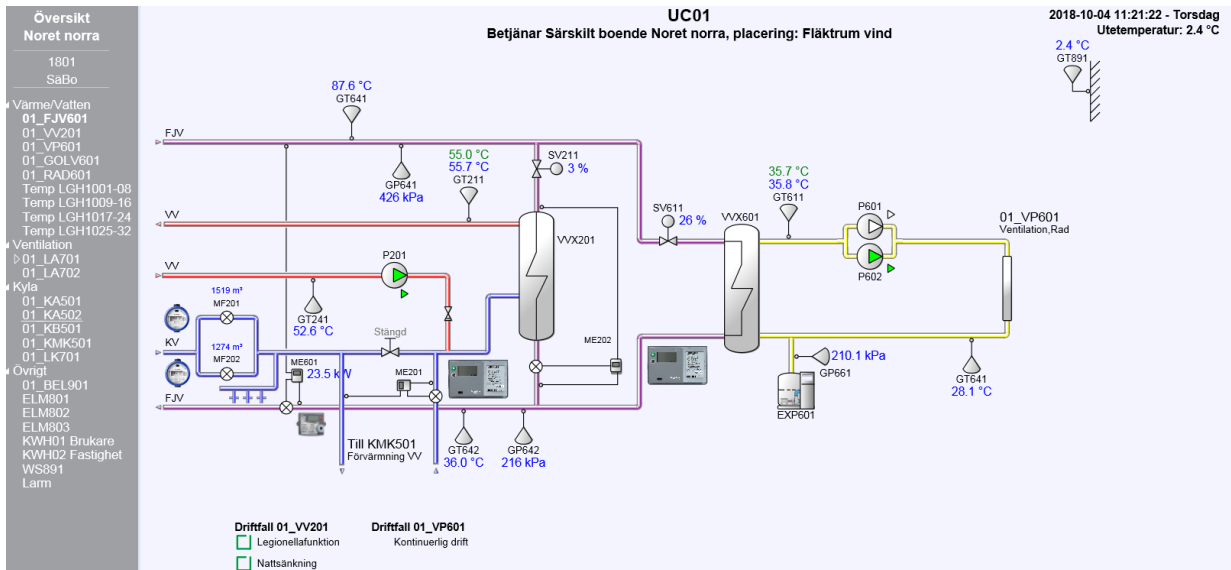 Översikt
Noret norra
1801
SäBo
Värme/Vatten
01_FJV601
01_VV201
01_VP601
01_GOLV601
01_RAD601
Temp LGH1001-08
Temp LGH1009-16
Temp LGH1017-24
Temp LGH1025-32
Ventilation
01_LA701
01_LA702
Kyla
01_KA501
01_KA502
01_KB501
01_KMK501
01_LK701
Övrigt
01_BEL901
ELM801
ELM802
ELM803
KWH01 Brukare
KWH02 Fastighet
WS891
Larm
UC01
Betjänar Särskilt boende Noret norra, placering: Fläktrum vind
2018-10-04 11:21:22 - Torsdag
Utetemperatur: 2.4 °C
2.4 °C
GT891
87.6 °C
GT641
FJV
GP641
426 kPa
55.0 °C
55.7 °C
GT211
SV211
3 %
VV
VVX201
SV611
26 %
VVX601
35.7 °C
35.8 °C
GT611
P601
P602
01_VP601
Ventilation,Rad
VV
P201
GT241
52.6 °C
1519 m³
MF201
KV
1274 m³
MF202
Stängd
ME202
ME601
23.5 kW
ME201
FJV
210.1 kPa
GP661
EXP601
GT641
28.1 °C
Till KMK501
Förvärmning VV
GT642
36.0 °C
GP642
216 kPa
Driftfall 01_VV201
Legionellafunktion
Nattsänkning
Driftfall 01_VP601
Kontinuerlig drift